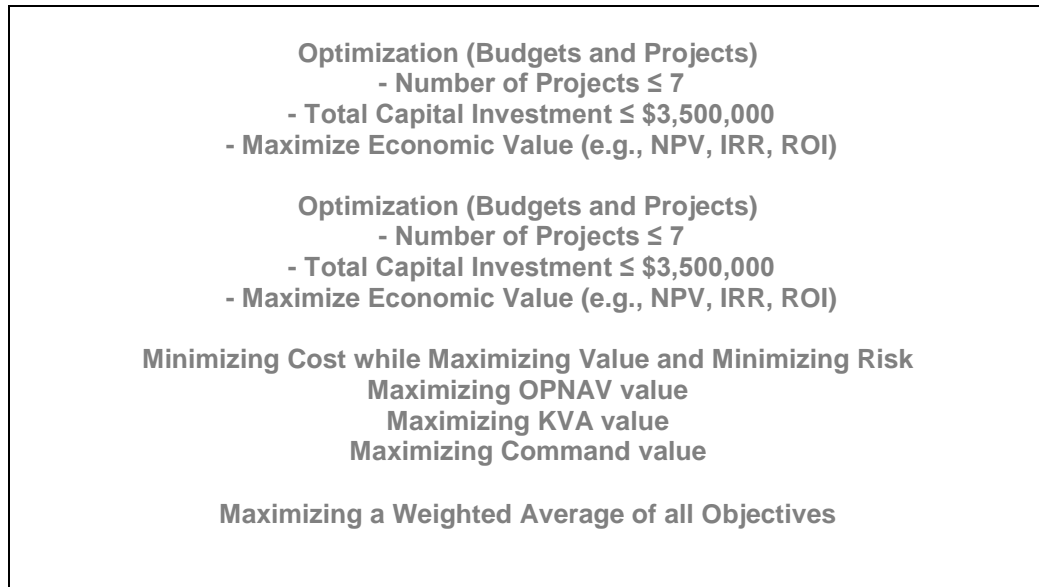 Optimization (Budgets and Projects)
- Number of Projects ≤ 7
- Total Capital Investment ≤ $3,500,000
- Maximize Economic Value (e.g., NPV, IRR, ROI)
Optimization (Budgets and Projects)
- Number of Projects ≤ 7
- Total Capital Investment ≤ $3,500,000
- Maximize Economic Value (e.g., NPV, IRR, ROI)
Minimizing Cost while Maximizing Value and Minimizing Risk
Maximizing OPNAV value
Maximizing KVA value
Maximizing Command value
Maximizing a Weighted Average of all Objectives